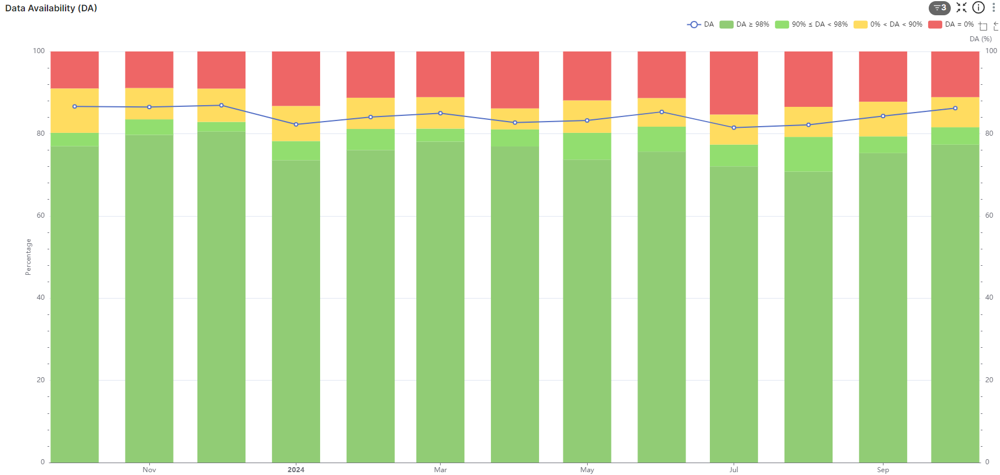 Data Availability (DA)
3
DA DA ≥ 98% 90% ≤ DA < 98% 0% < DA < 90% DA = 0%
DA (%)
100 100
80 80
60 60
Percentage
40 40
20 20
0 0
Nov 2024 Mar May Jul Sep